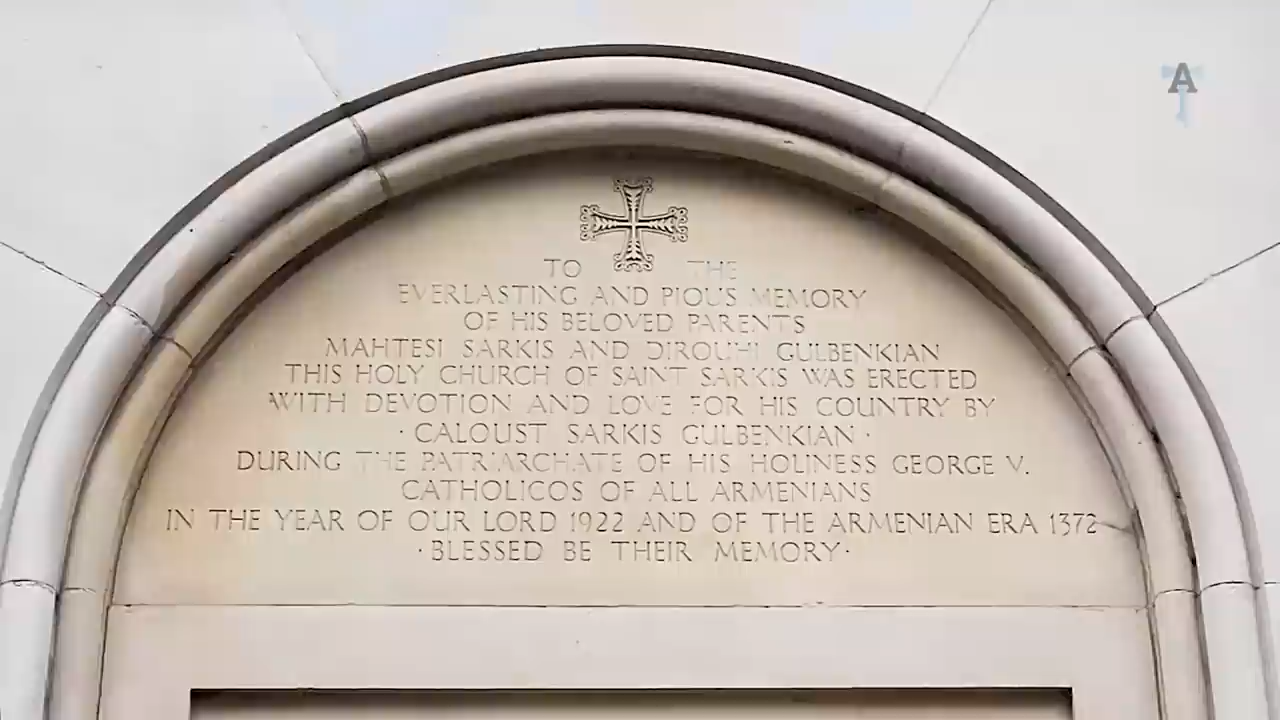 A
TO THE
EVERLASTING AND PIOUS MEMORY
OF HIS BELOVED PARENTS
MAHTESI SARKIS AND DIROUHI GULBENKIAN
THIS HOLY CHURCH OF SAINT SARKIS WAS ERECTED
WITH DEVOTION AND LOVE FOR HIS COUNTRY BY
· CALOUST SARKIS GULBENKIAN ·
DURING THE PATRIARCHATE OF HIS HOLINESS GEORGE V.
CATHOLICOS OF ALL ARMENIANS
IN THE YEAR OF OUR LORD 1922 AND OF THE ARMENIAN ERA 1372
· BLESSED BE THEIR MEMORY ·